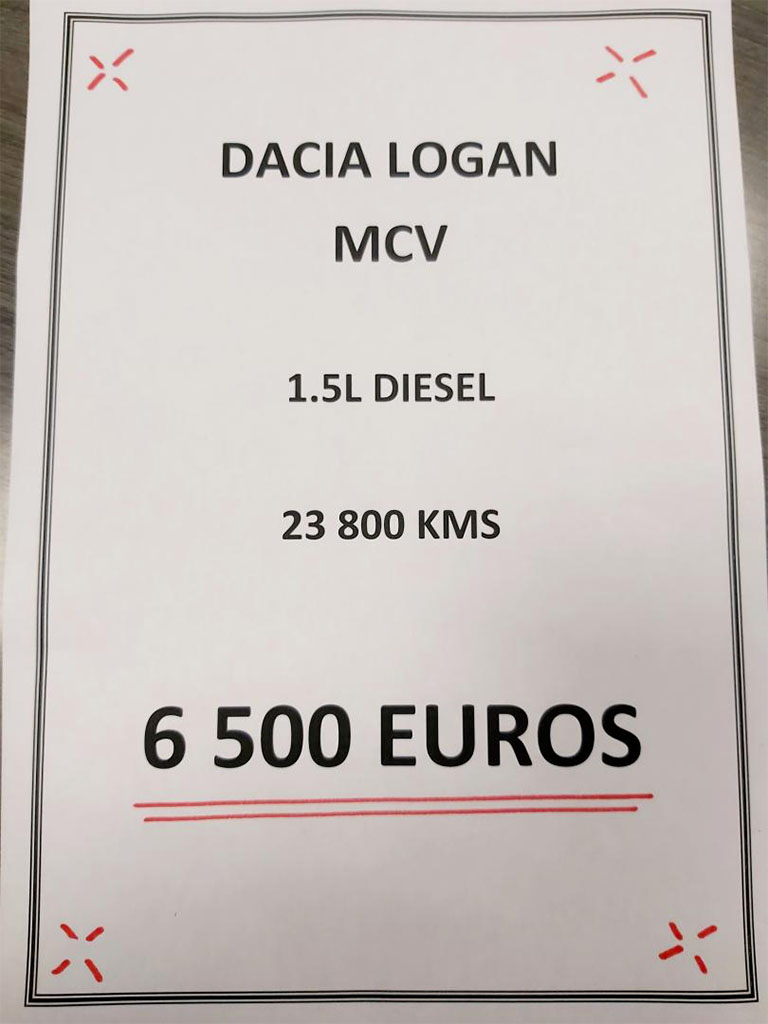 DACIA LOGAN
MCV
1.5L DIESEL
23 800 KMS
6 500 EUROS